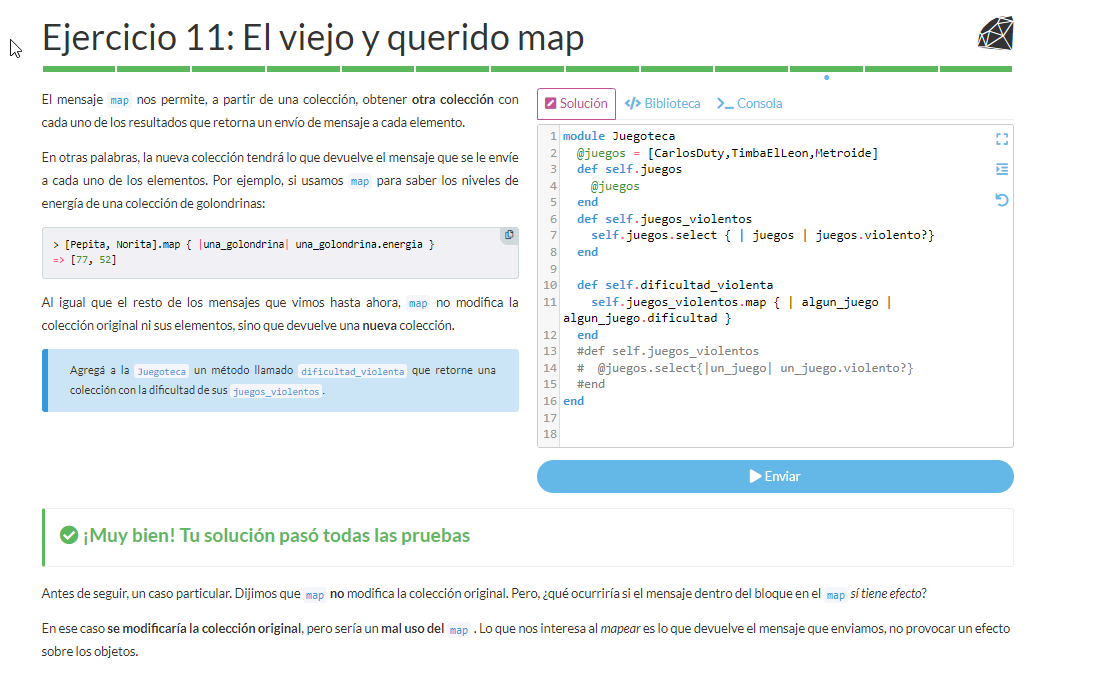 Ejercicio 11: El viejo y querido map
El mensaje map nos permite, a partir de una colección, obtener otra colección con
cada uno de los resultados que retorna un envío de mensaje a cada elemento.
En otras palabras, la nueva colección tendrá lo que devuelve el mensaje que se le envíe
a cada uno de los elementos. Por ejemplo, si usamos map para saber los niveles de
energía de una colección de golondrinas:
> [Pepita, Norita].map { |una_golondrina| una_golondrina.energia }
=> [77, 52]
Al igual que el resto de los mensajes que vimos hasta ahora, map no modifica la
colección original ni sus elementos, sino que devuelve una nueva colección.
Agregá a la Juegoteca un método llamado dificultad_violenta que retorne una
colección con la dificultad de sus juegos_violentos .
Solución Biblioteca Consola
1 module Juegoteca
2 @juegos = [CarlosDuty,TimbaElLeon,Metroide]
3 def self.juegos
4 @juegos
5 end
6 def self.juegos_violentos
7 self.juegos.select { | juegos | juegos.violento?}
8 end
9
10 def self.dificultad_violenta
11 self.juegos_violentos.map { | algun_juego |
algun_juego.dificultad }
12 end
13 #def self.juegos_violentos
14 # @juegos.select{|un_juego| un_juego.violento?}
15 #end
16 end
17
18
Enviar
¡Muy bien! Tu solución pasó todas las pruebas
Antes de seguir, un caso particular. Dijimos que map no modifica la colección original. Pero, ¿qué ocurriría si el mensaje dentro del bloque en el map sí tiene efecto?
En ese caso se modificaría la colección original, pero sería un mal uso del map . Lo que nos interesa al mapear es lo que devuelve el mensaje que enviamos, no provocar un efecto
sobre los objetos.